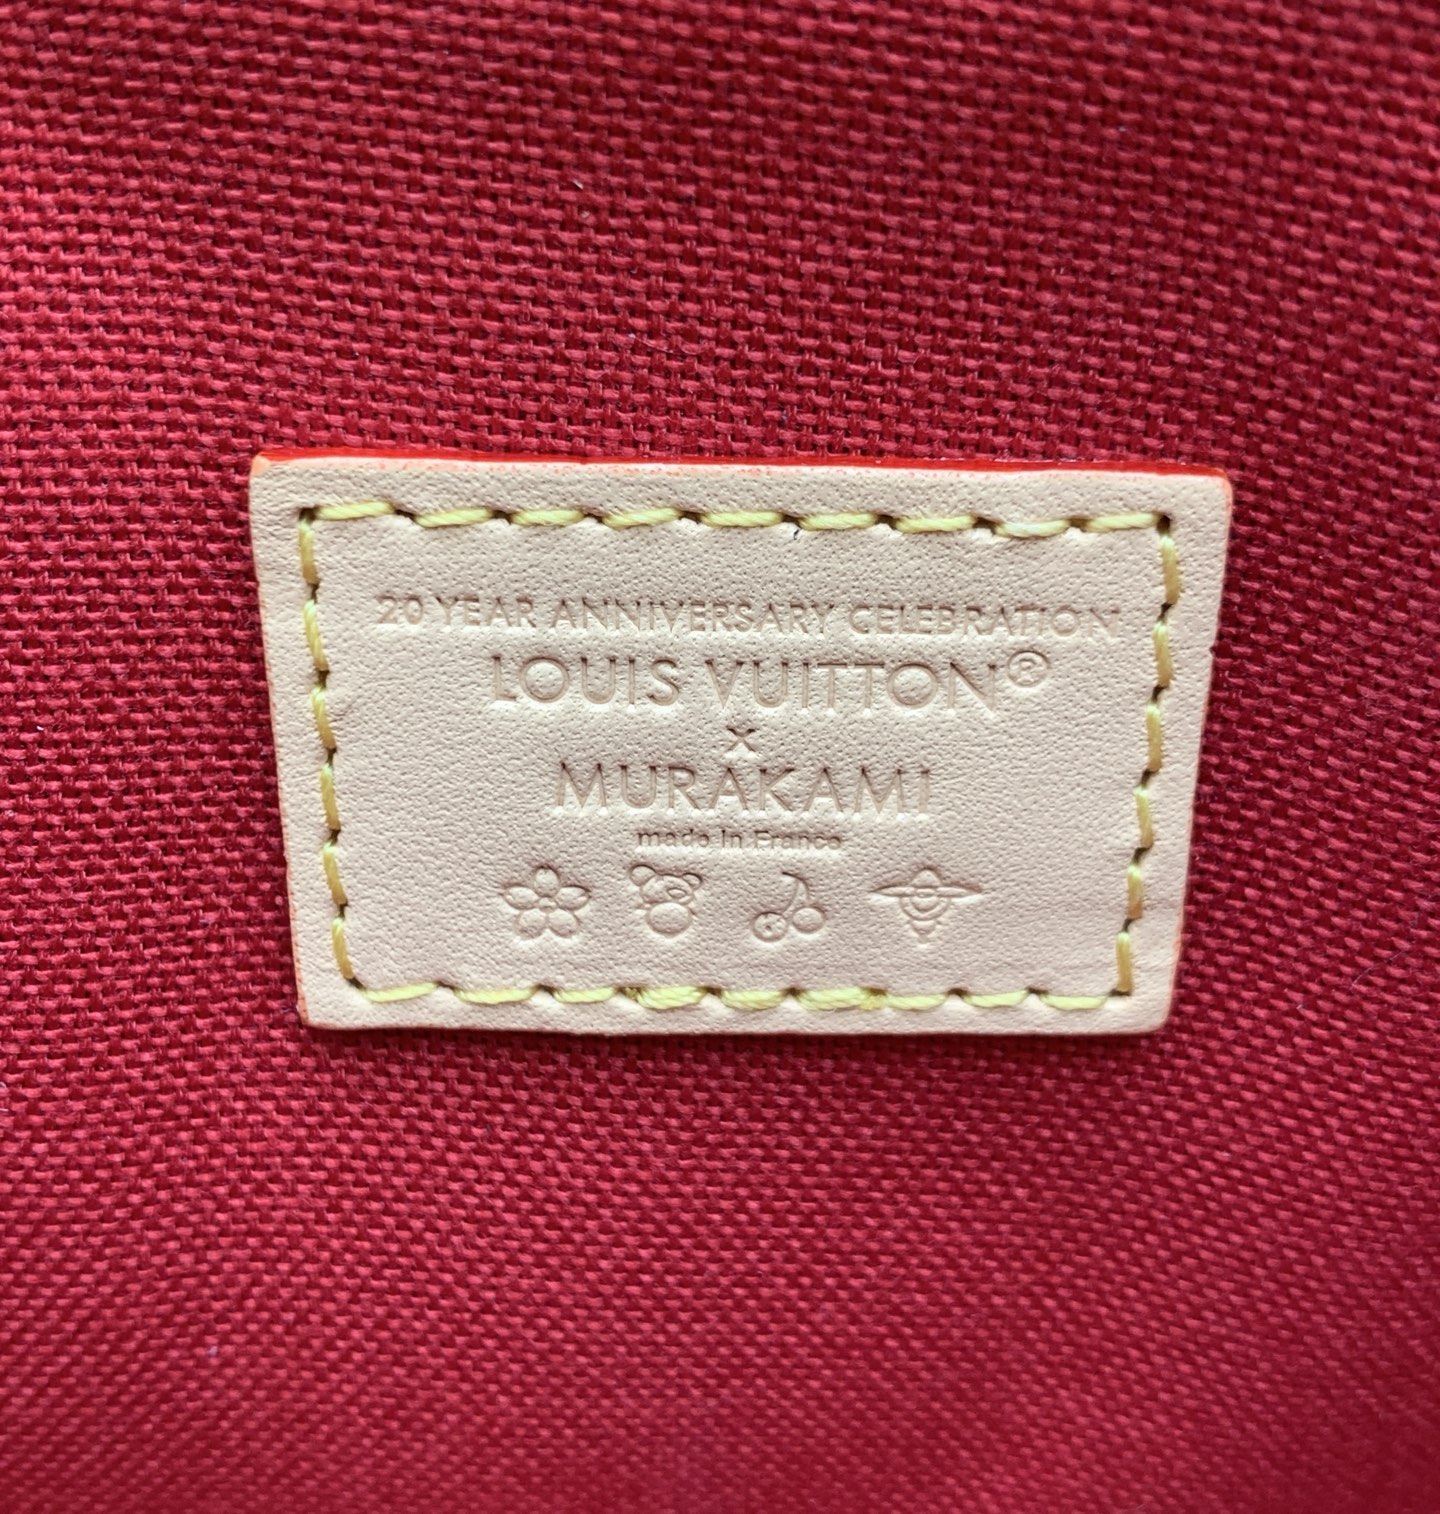 20 YEAR ANNIVERSARY CELEBRATION
LOUIS VUITTON®
x
MURAKAMI
made in France